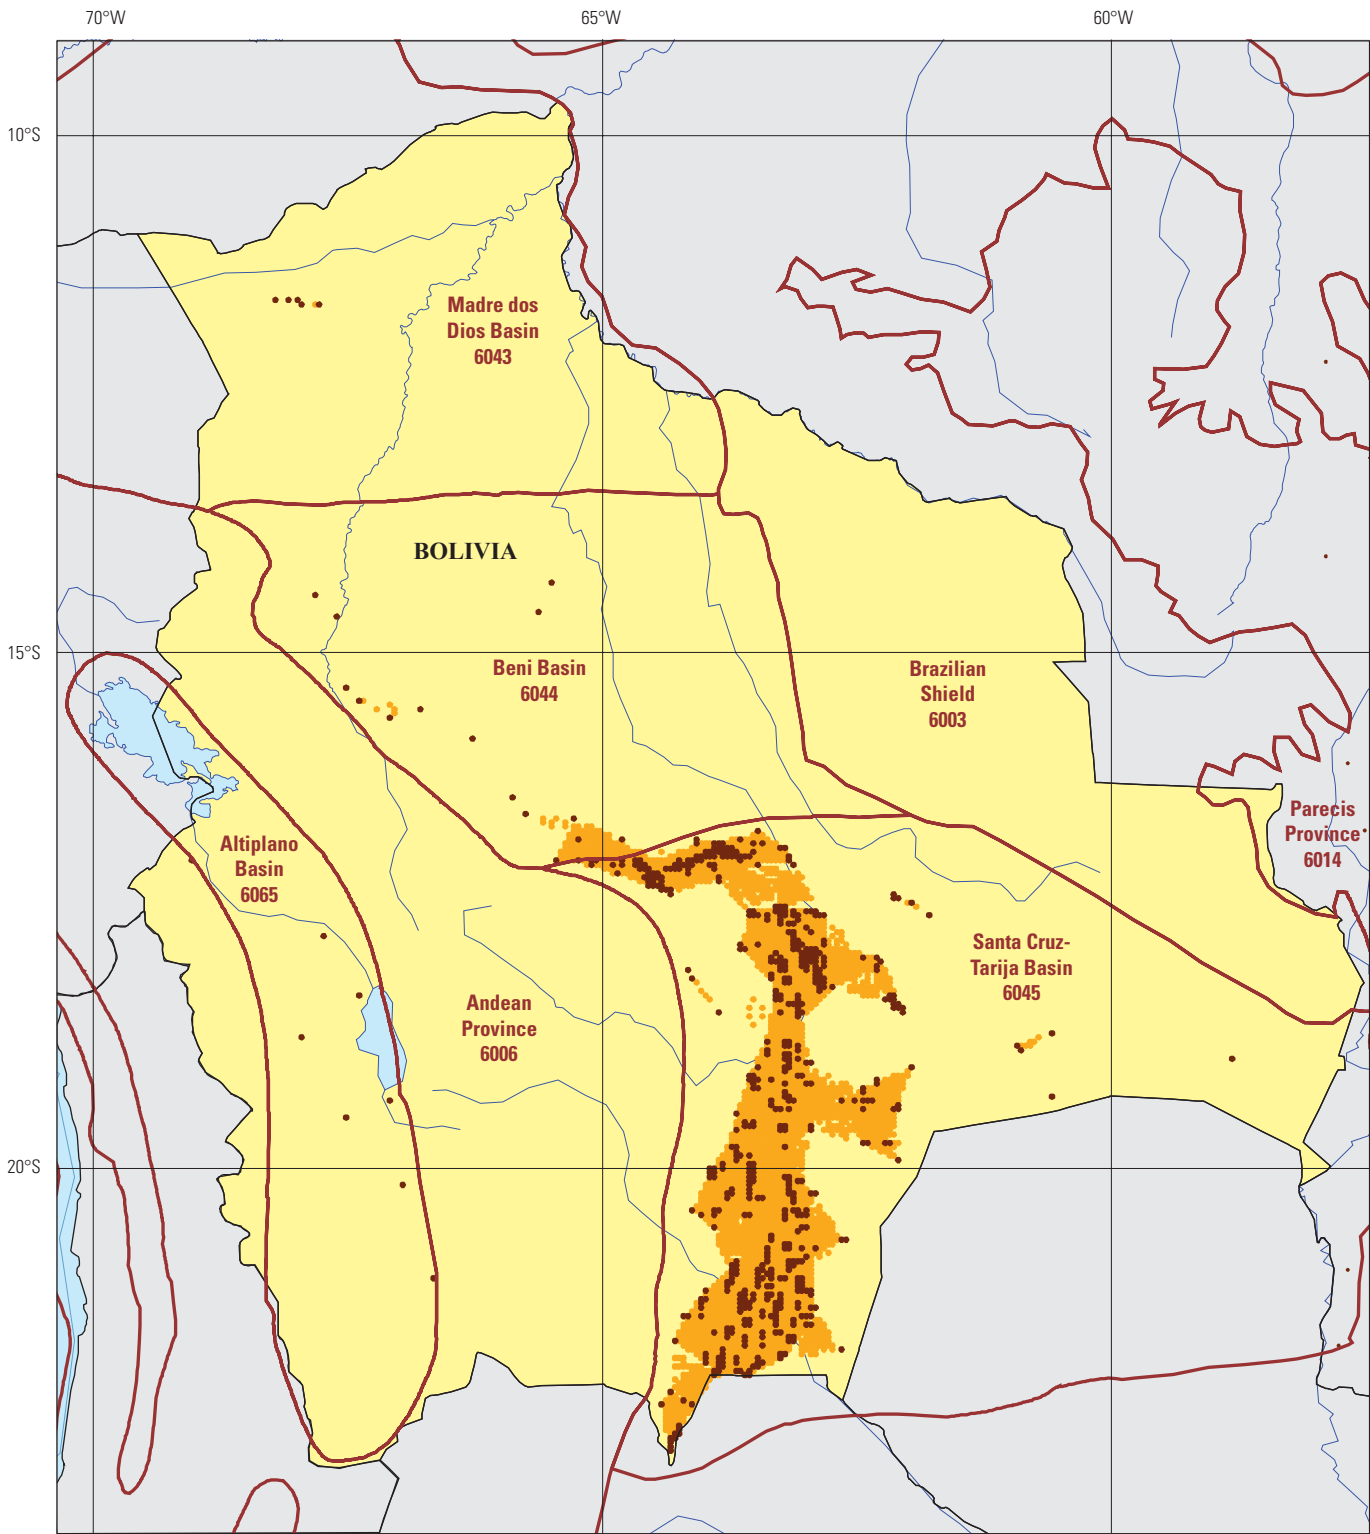 70°W
65°W
60°W
10°S
Madre dos
Dios Basin
6043
BOLIVIA
15°S
Beni Basin
6044
Brazilian
Shield
6003
Parecis
Province
6014
Altiplano
Basin
6065
Santa Cruz-
Tarija Basin
6045
Andean
Province
6006
20°S